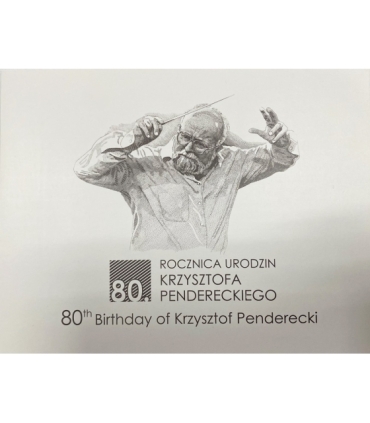 80. ROCZNICA URODZIN
KRZYSZTOFA
PENDERECKIEGO
80th Birthday of Krzysztof Penderecki